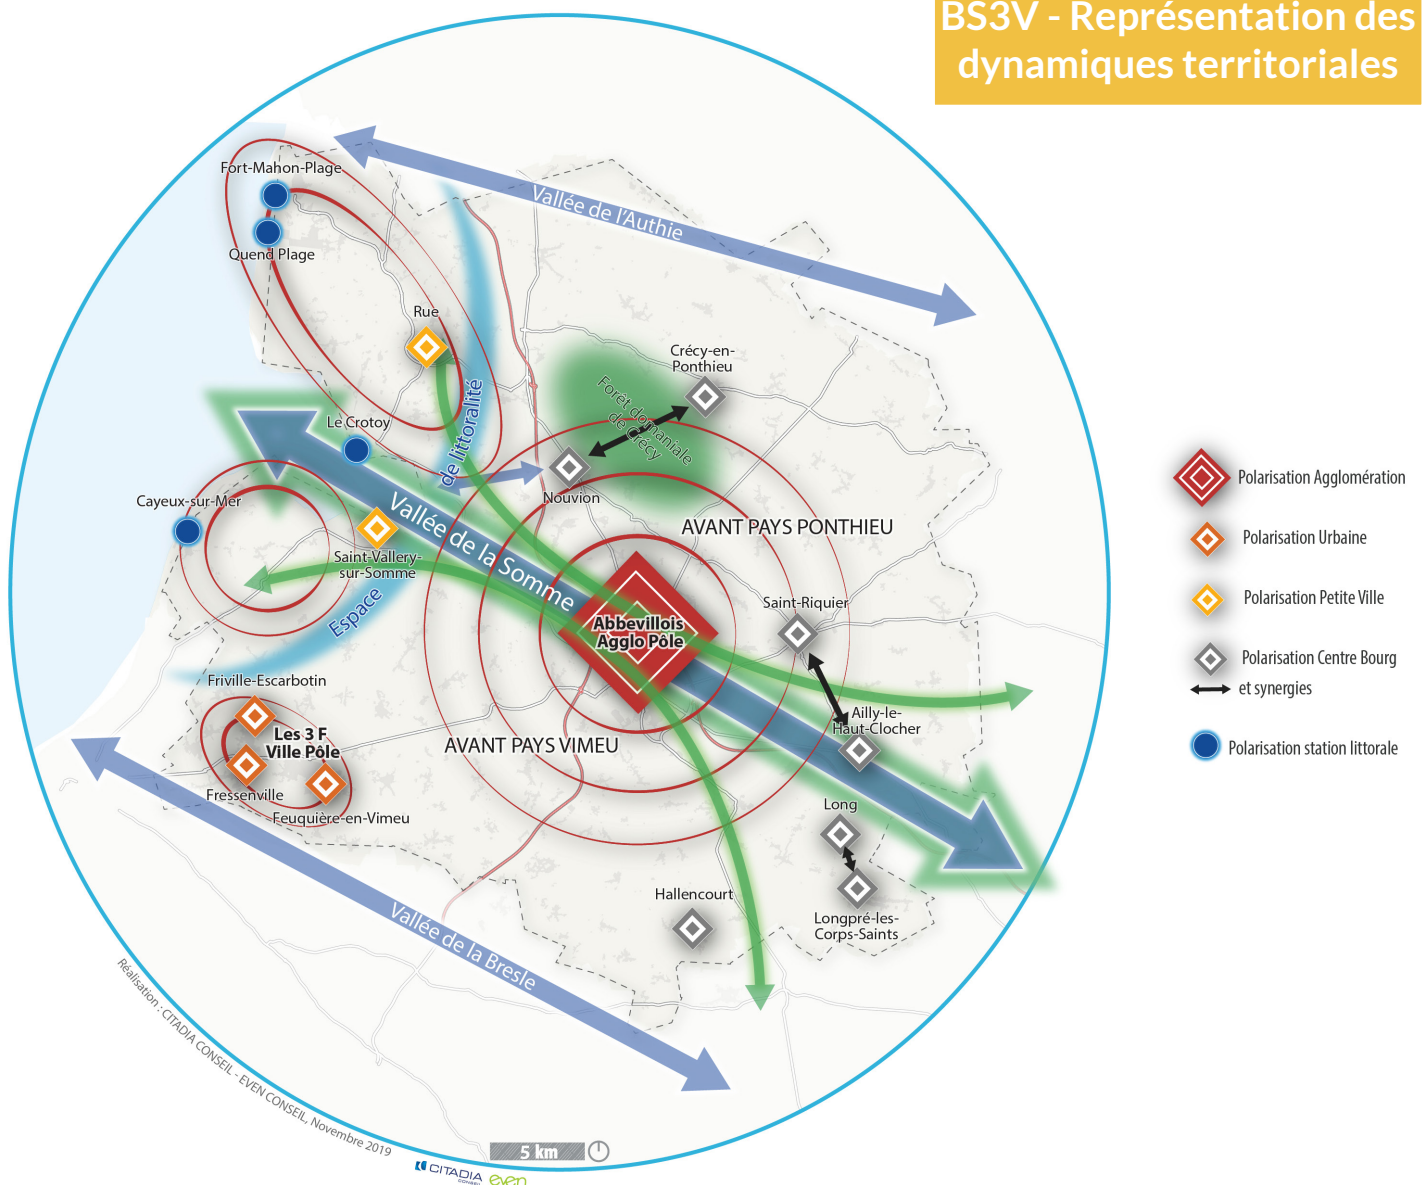 BS3V - Représentation des
dynamiques territoriales
Fort-Mahon-Plage
Quend Plage
Vallée de l'Authie
Rue
Crécy-en-
Ponthieu
Forêt domaniale
de Crécy
Le Crotoy
de littoralité
Nouvion
Cayeux-sur-Mer
Vallée de la Somme
Saint-Vallery-
sur-Somme
Espace
AVANT PAYS PONTHIEU
Saint-Riquier
Abbevillois
Agglo Pôle
Friville-Escarbotin
Les 3 F
Ville Pôle
Fressenville
Feuquière-en-Vimeu
AVANT PAYS VIMEU
Ailly-le-
Haut-Clocher
Long
Longpré-les-
Corps-Saints
Hallencourt
Vallée de la Bresle
Polarisation Agglomération
Polarisation Urbaine
Polarisation Petite Ville
Polarisation Centre Bourg
et synergies
Polarisation station littorale
Réalisation : CITADIA CONSEIL - EVEN CONSEIL, Novembre 2019
5 km
CITADIA
CONSEIL
even